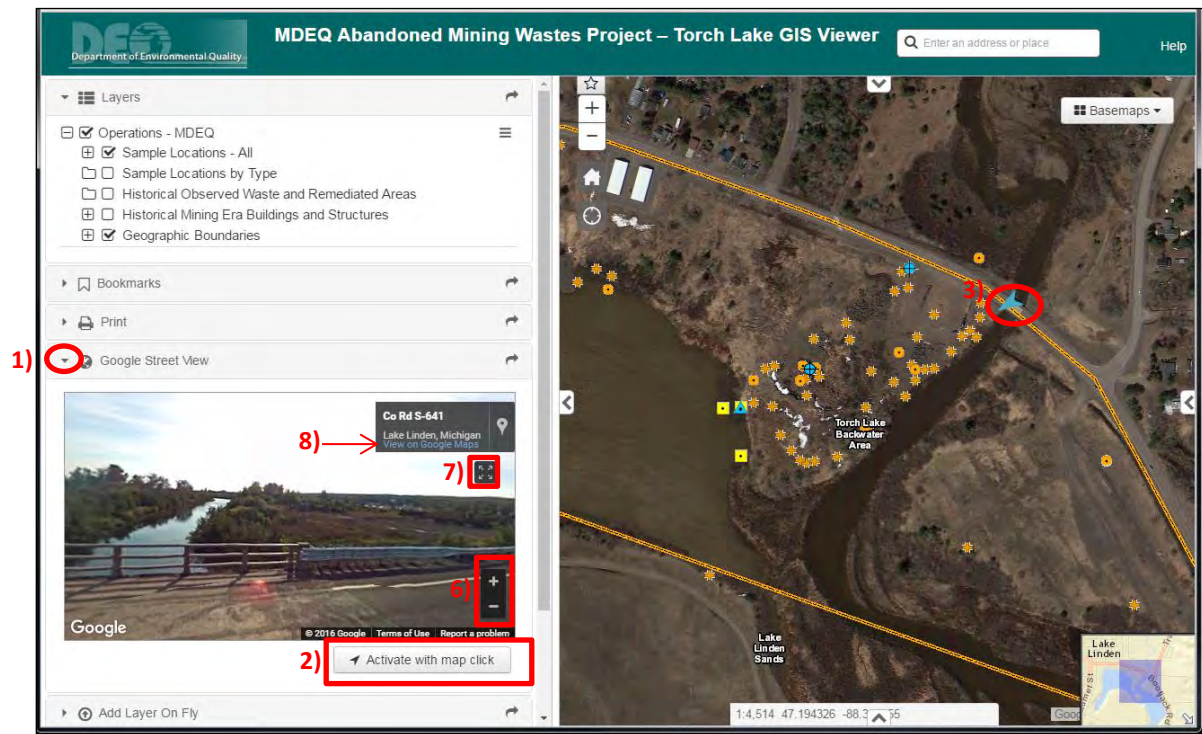 DEQ
Department of Environmental Quality
MDEQ Abandoned Mining Wastes Project – Torch Lake GIS Viewer
Enter an address or place
Help
Layers
Operations - MDEQ
Sample Locations - All
Sample Locations by Type
Historical Observed Waste and Remediated Areas
Historical Mining Era Buildings and Structures
Geographic Boundaries
Bookmarks
Print
1)
Google Street View
Co Rd S-641
Lake Linden, Michigan
8)
View on Google Maps
7)
6)
+
−
Google
© 2016 Google
Terms of Use
Report a problem
2)
Activate with map click
Add Layer On Fly
+
−
Basemaps
3)
Torch Lake
Backwater
Area
Lake
Linden
Sands
1:4,514 47.194326
Lake
Linden